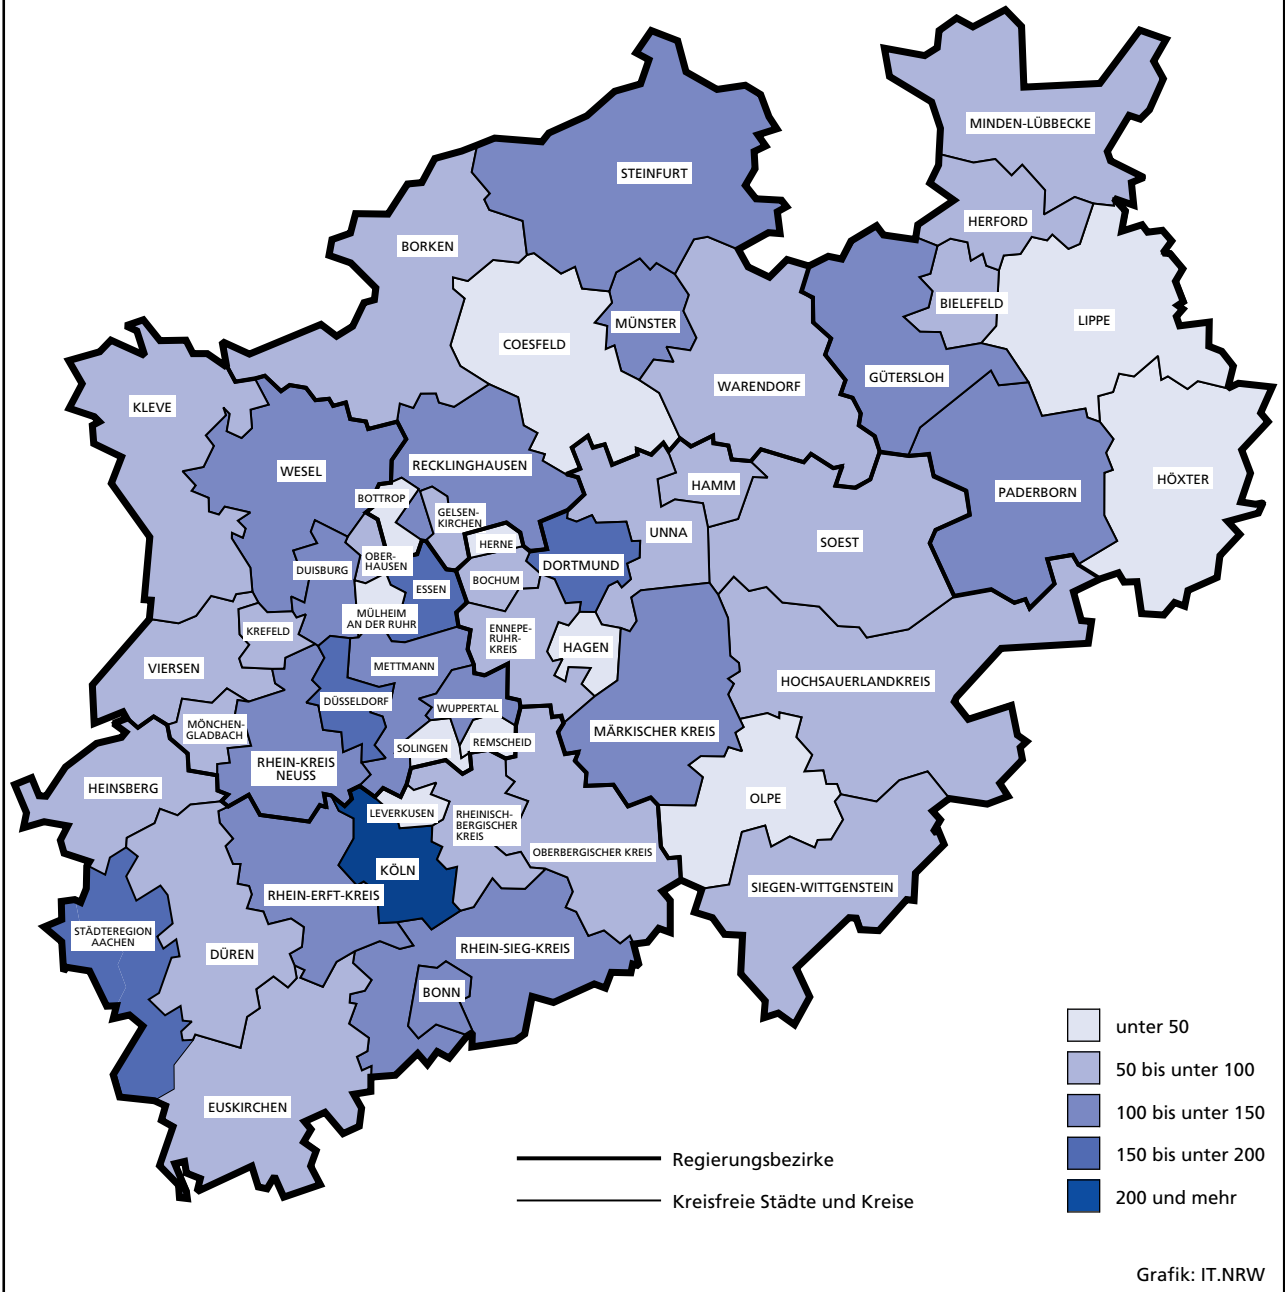 MINDEN-LÜBBECKE
STEINFURT
HERFORD
BORKEN
BIELEFELD
LIPPE
MÜNSTER
COESFELD
GÜTERSLOH
WARENDORF
KLEVE
RECKLINGHAUSEN
WESEL
HÖXTER
HAMM
PADERBORN
BOTTROP
GELSEN-
KIRCHEN
UNNA
SOEST
HERNE
OBER-
HAUSEN
DORTMUND
DUISBURG
BOCHUM
ESSEN
MÜLHEIM
AN DER RUHR
KREFELD
ENNEPE-
RUHR-
KREIS
HAGEN
VIERSEN
METTMANN
HOCHSAUERLANDKREIS
DÜSSELDORF
WUPPERTAL
MÖNCHEN-
GLADBACH
MÄRKISCHER KREIS
SOLINGEN
REMSCHEID
RHEIN-KREIS
NEUSS
HEINSBERG
OLPE
LEVERKUSEN
RHEINISCH-
BERGISCHER
KREIS
OBERBERGISCHER KREIS
KÖLN
SIEGEN-WITTGENSTEIN
RHEIN-ERFT-KREIS
STÄDTEREGION
AACHEN
DÜREN
RHEIN-SIEG-KREIS
BONN
EUSKIRCHEN
unter 50
50 bis unter 100
100 bis unter 150
150 bis unter 200
200 und mehr
Regierungsbezirke
Kreisfreie Städte und Kreise
Grafik: IT.NRW